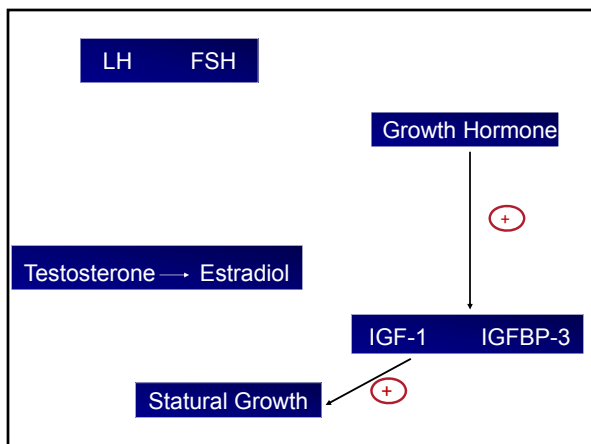 LH FSH
Growth Hormone
+
Testosterone → Estradiol
IGF-1 IGFBP-3
+
Statural Growth